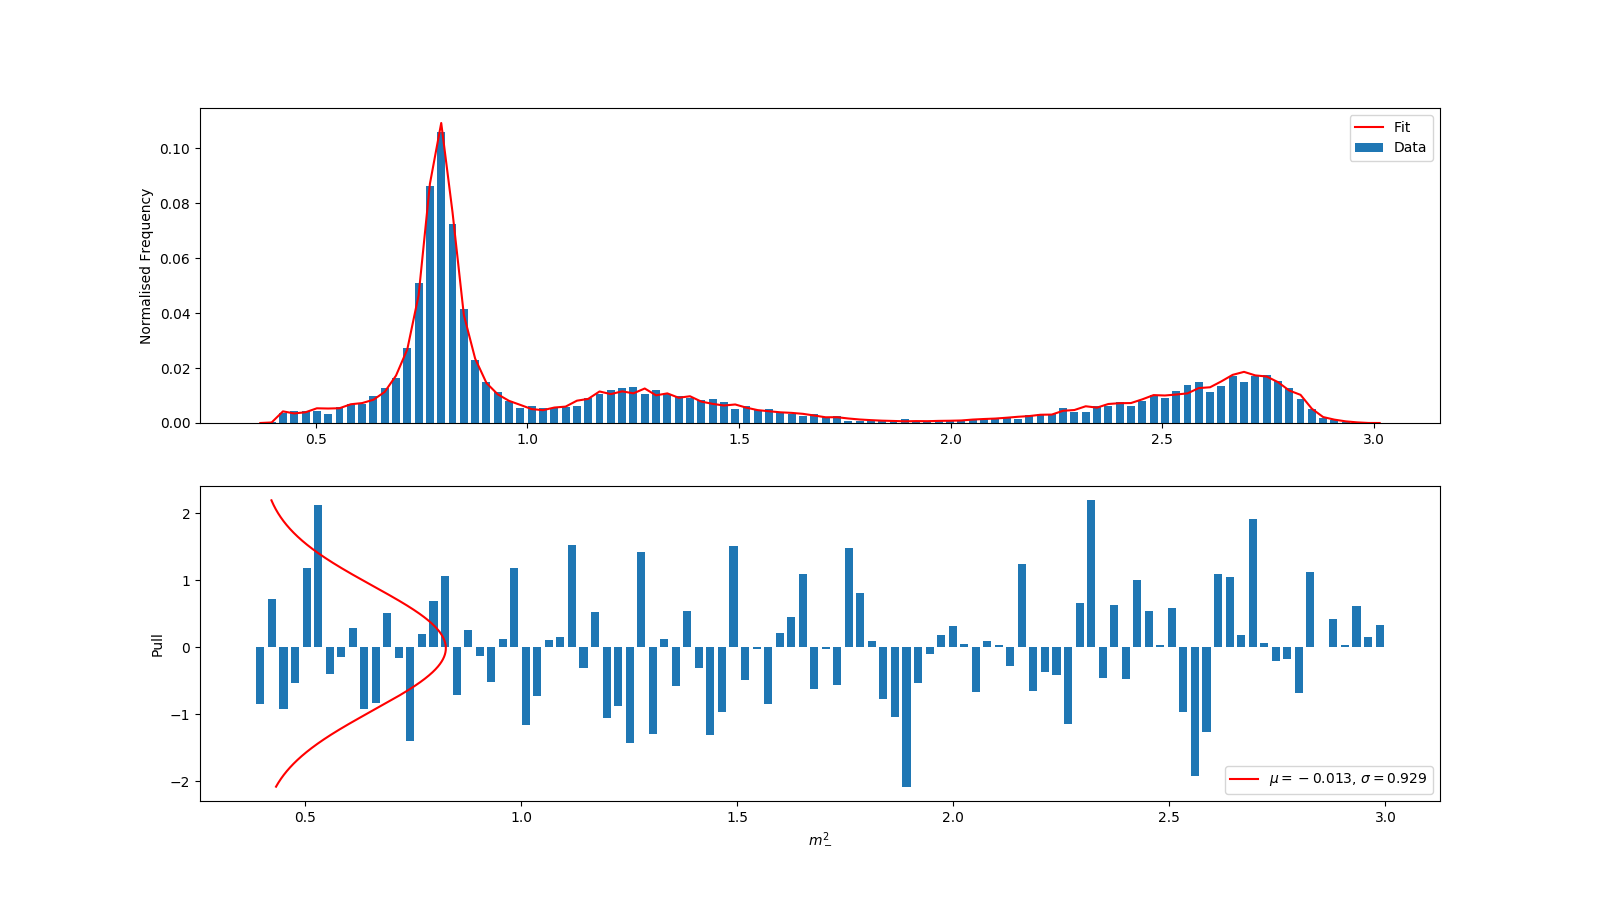 Normalised Frequency
0.10
0.08
0.06
0.04
0.02
0.00
0.5 1.0 1.5 2.0 2.5 3.0
Fit
Data
Pull
2
1
0
−1
−2
0.5 1.0 1.5 2.0 2.5 3.0
μ = −0.013, σ = 0.929
m²₋